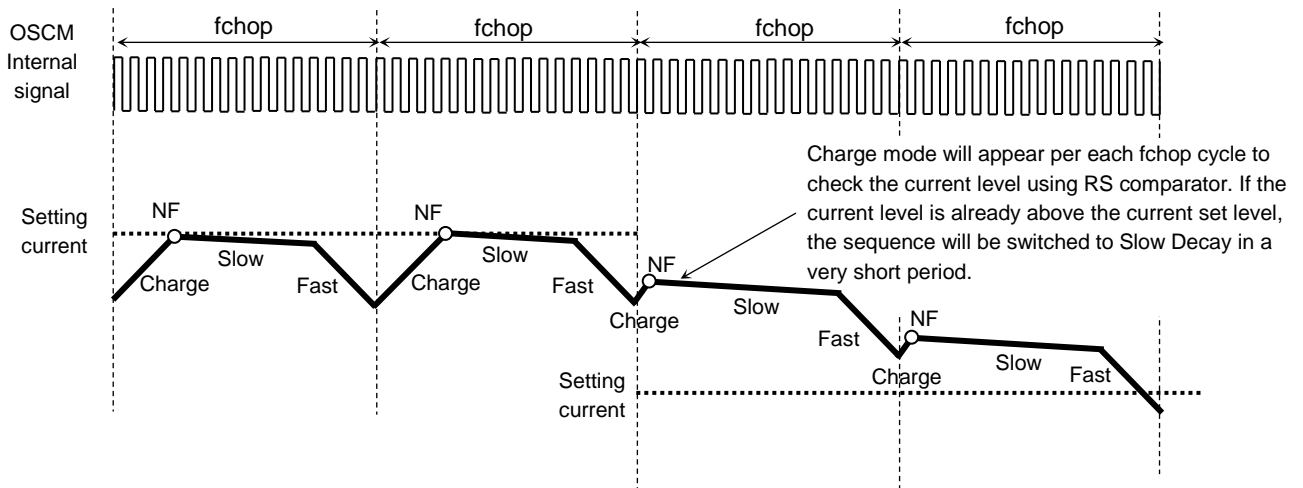 OSCM
Internal
signal
fchop
fchop
fchop
fchop
Charge mode will appear per each fchop cycle to
check the current level using RS comparator. If the
current level is already above the current set level,
the sequence will be switched to Slow Decay in a
very short period.
Setting
current
NF
Charge
Slow
Fast
NF
Charge
Slow
Fast
NF
Charge
Slow
Fast
NF
Charge
Slow
Fast
Setting
current